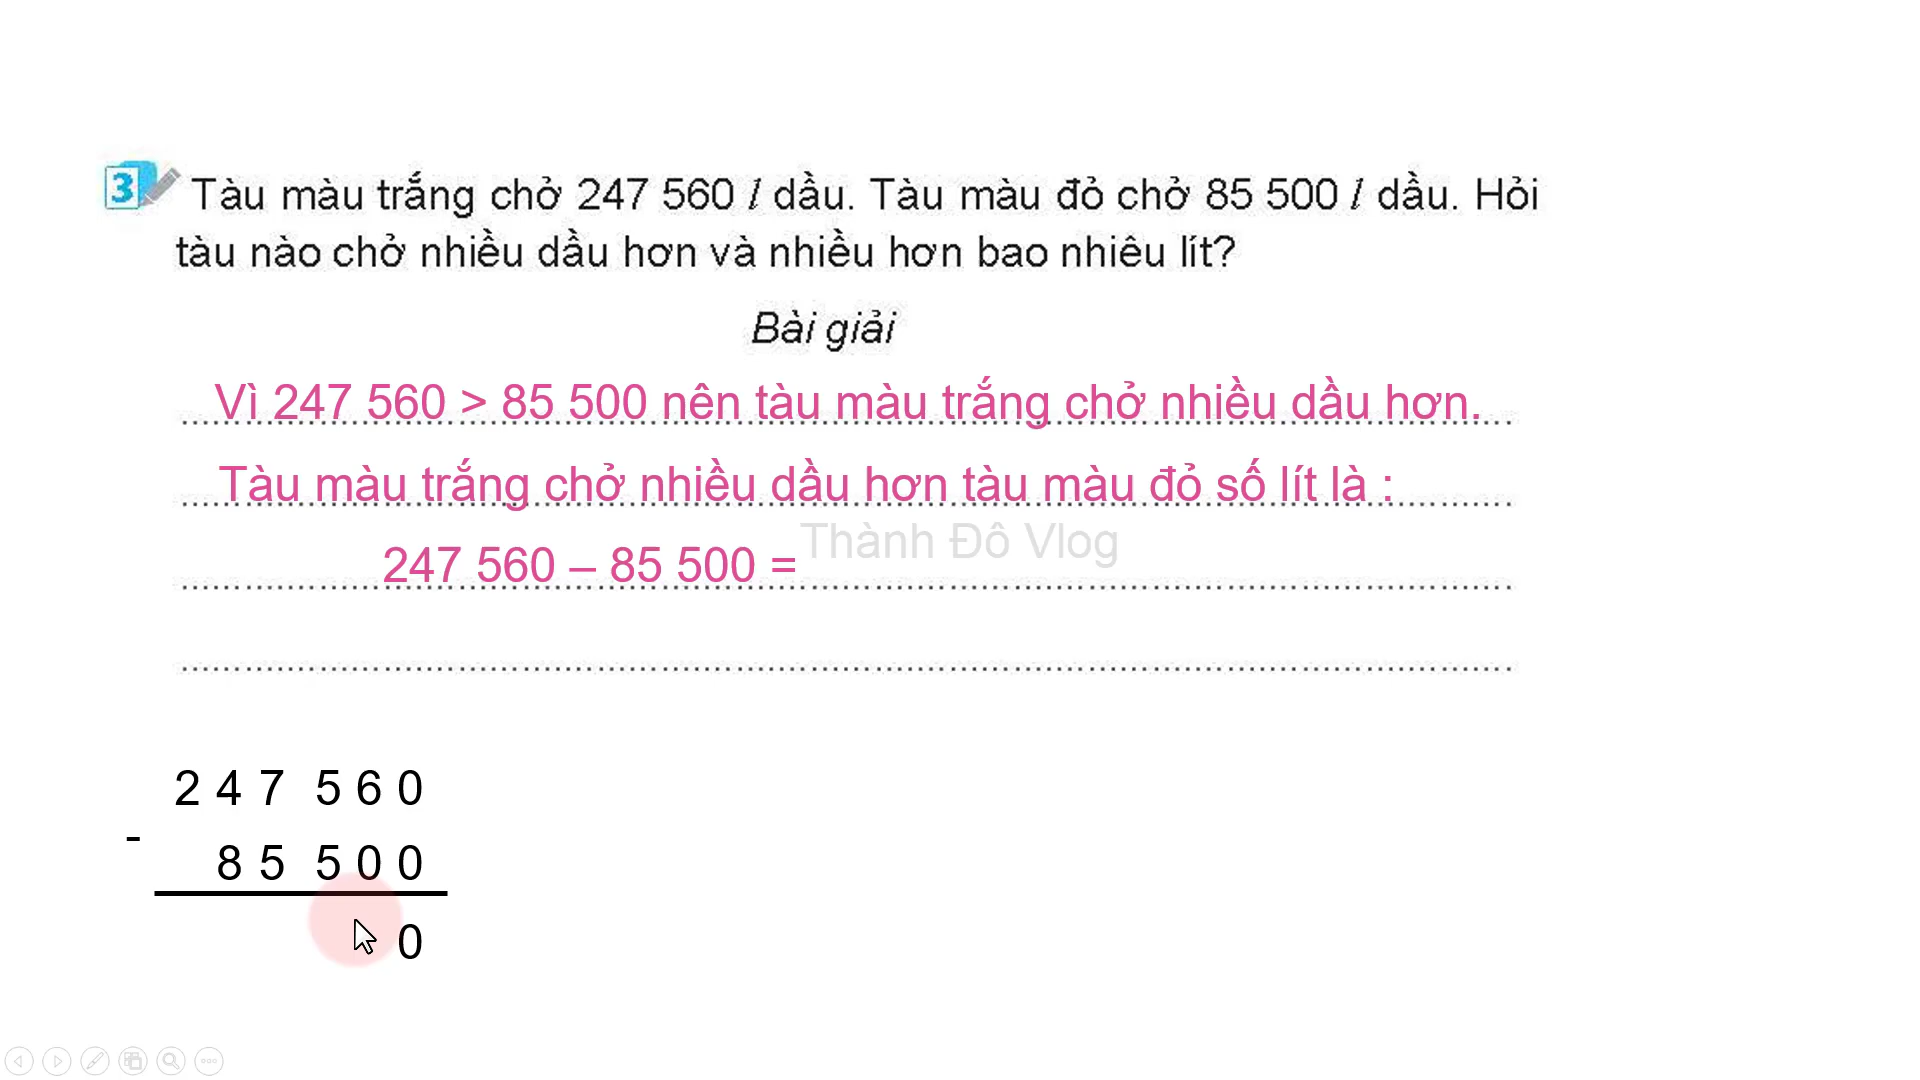 3 Tàu màu trắng chở 247 560 l dầu. Tàu màu đỏ chở 85 500 l dầu. Hỏi
tàu nào chở nhiều dầu hơn và nhiều hơn bao nhiêu lít?
Bài giải
Vì 247 560 > 85 500 nên tàu màu trắng chở nhiều dầu hơn.
Tàu màu trắng chở nhiều dầu hơn tàu màu đỏ số lít là :
Thành Đô Vlog
247 560 – 85 500 =
2 4 7 5 6 0
-
8 5 5 0 0
0